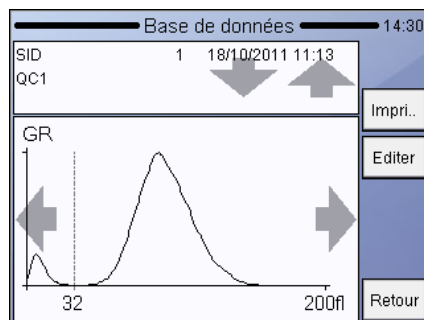 Base de données 14:30
SID 1 18/10/2011 11:13
QC1
Impri..
GR
Editer
32 200fl
Retour